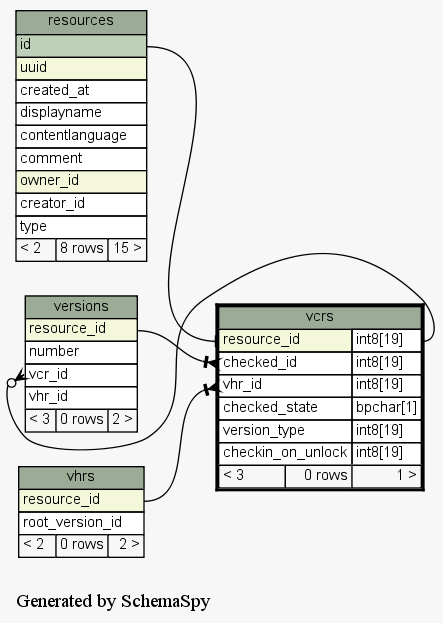 resources
id
uuid
created_at
displayname
contentlanguage
comment
owner_id
creator_id
type
< 2 8 rows 15 >
versions
resource_id
number
vcr_id
vhr_id
< 3 0 rows 2 >
vcrs
resource_id int8[19]
checked_id int8[19]
vhr_id int8[19]
checked_state bpchar[1]
version_type int8[19]
checkin_on_unlock int8[19]
< 3 0 rows 1 >
vhrs
resource_id
root_version_id
< 2 0 rows 2 >
Generated by SchemaSpy